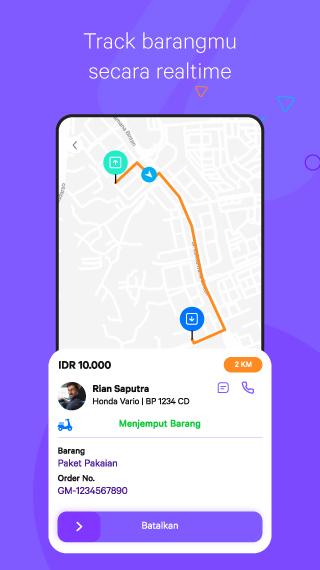 Track barangmu
secara realtime
IDR 10.000
2 KM
Rian Saputra
Honda Vario | BP 1234 CD
Menjemput Barang
Barang
Paket Pakaian
Order No.
GM-1234567890
Batalkan